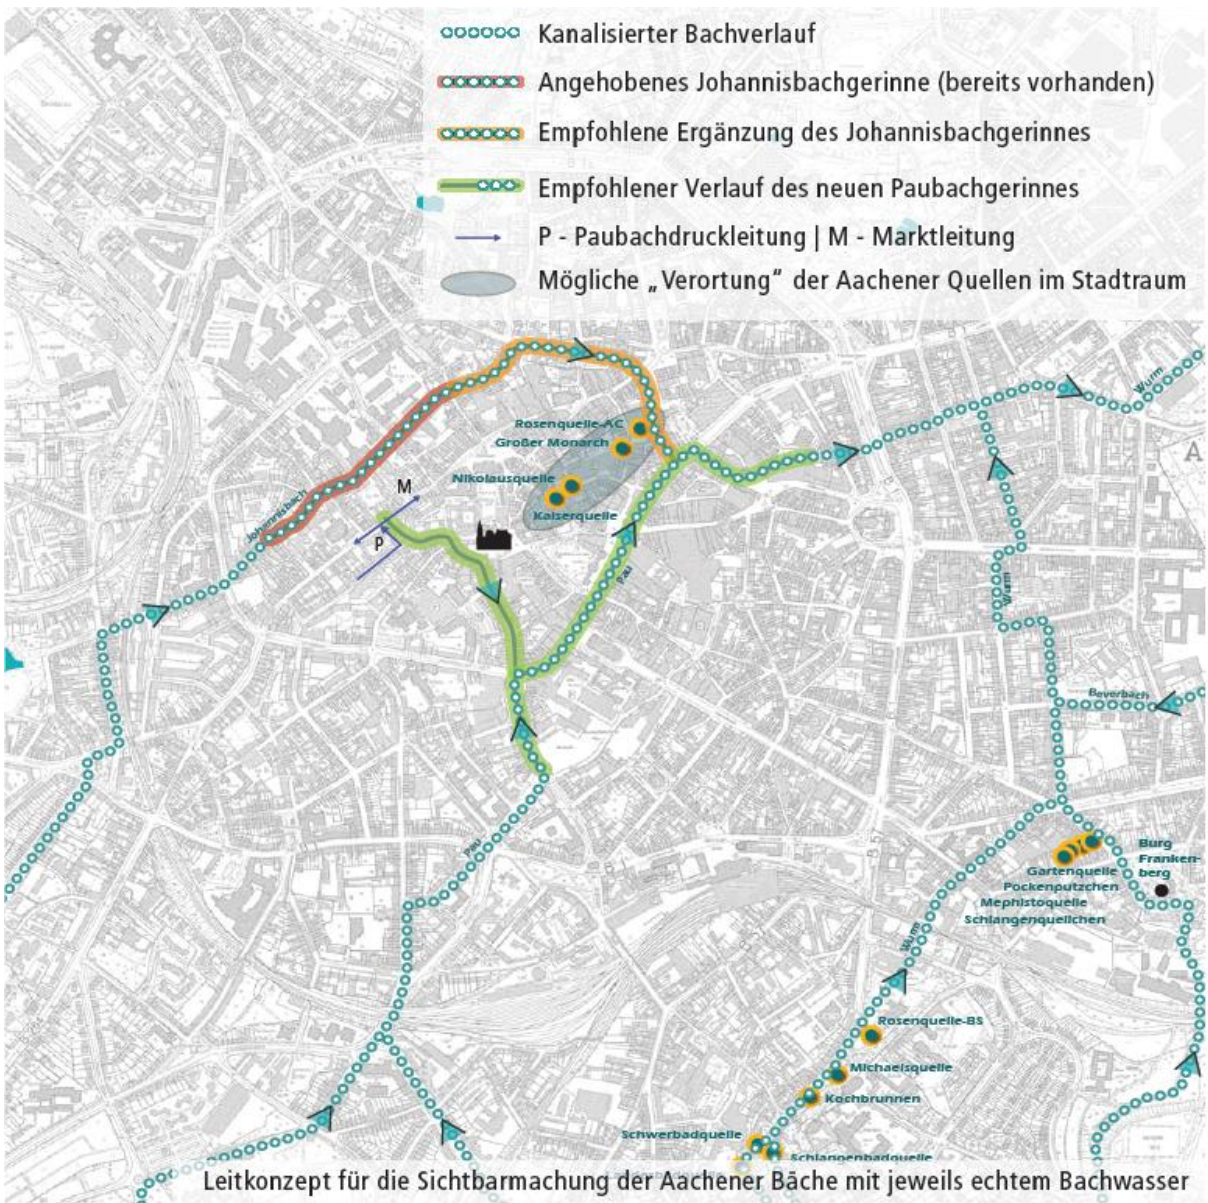 Kanalisierter Bachverlauf
Angehobenes Johannisbachgerinne (bereits vorhanden)
Empfohlene Ergänzung des Johannisbachgerinnes
Empfohlener Verlauf des neuen Paubachgerinnes
P - Paubachdruckleitung | M - Marktleitung
Mögliche „Verortung“ der Aachener Quellen im Stadtraum
Wurm
Rosenquelle-AC
Großer Monarch
A
Nikolausquelle
M
Kaiserquelle
Johannisbach
P
Pau
Wurm
Beverbach
Pau
B 57
Burg
Franken-
berg
Gartenquelle
Pockenpützchen
Mephistoquelle
Schlangenquellchen
Wurm
Rosenquelle-BS
Michaelsquelle
Kochbrunnen
Schwerbadquelle
Schlangenbadquelle
Leitkonzept für die Sichtbarmachung der Aachener Bäche mit jeweils echtem Bachwasser